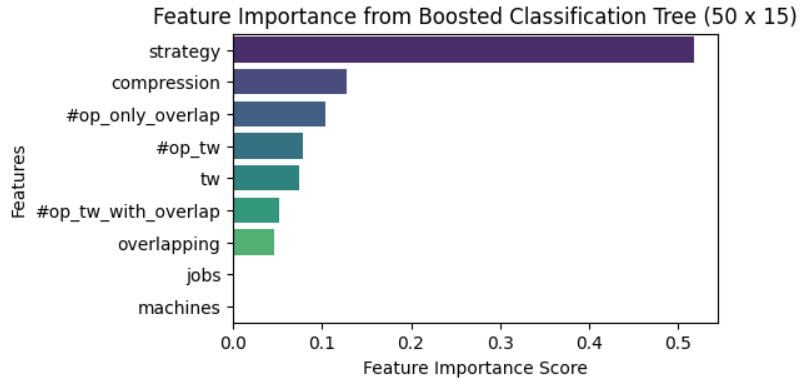 Feature Importance from Boosted Classification Tree (50 x 15)
Features
strategy
compression
#op_only_overlap
#op_tw
tw
#op_tw_with_overlap
overlapping
jobs
machines
0.0 0.1 0.2 0.3 0.4 0.5
Feature Importance Score